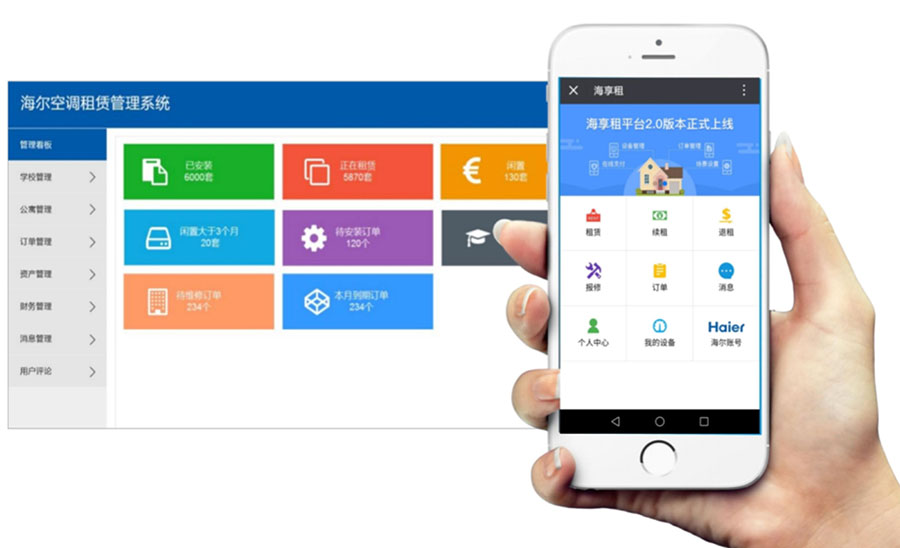 海尔空调租赁管理系统
管理看板
学校管理
公寓管理
订单管理
资产管理
财务管理
消息管理
用户评论
已安装
6000套
正在租赁
5870套
闲置
130套
闲置大于3个月
20套
待安装订单
120个
待维修订单
234个
本月到期订单
234个
海享租
海享租平台2.0版本正式上线
设备管理
订单管理
在线支付
租赁
续租
退租
报修
订单
消息
个人中心
我的设备
Haier
海尔账号